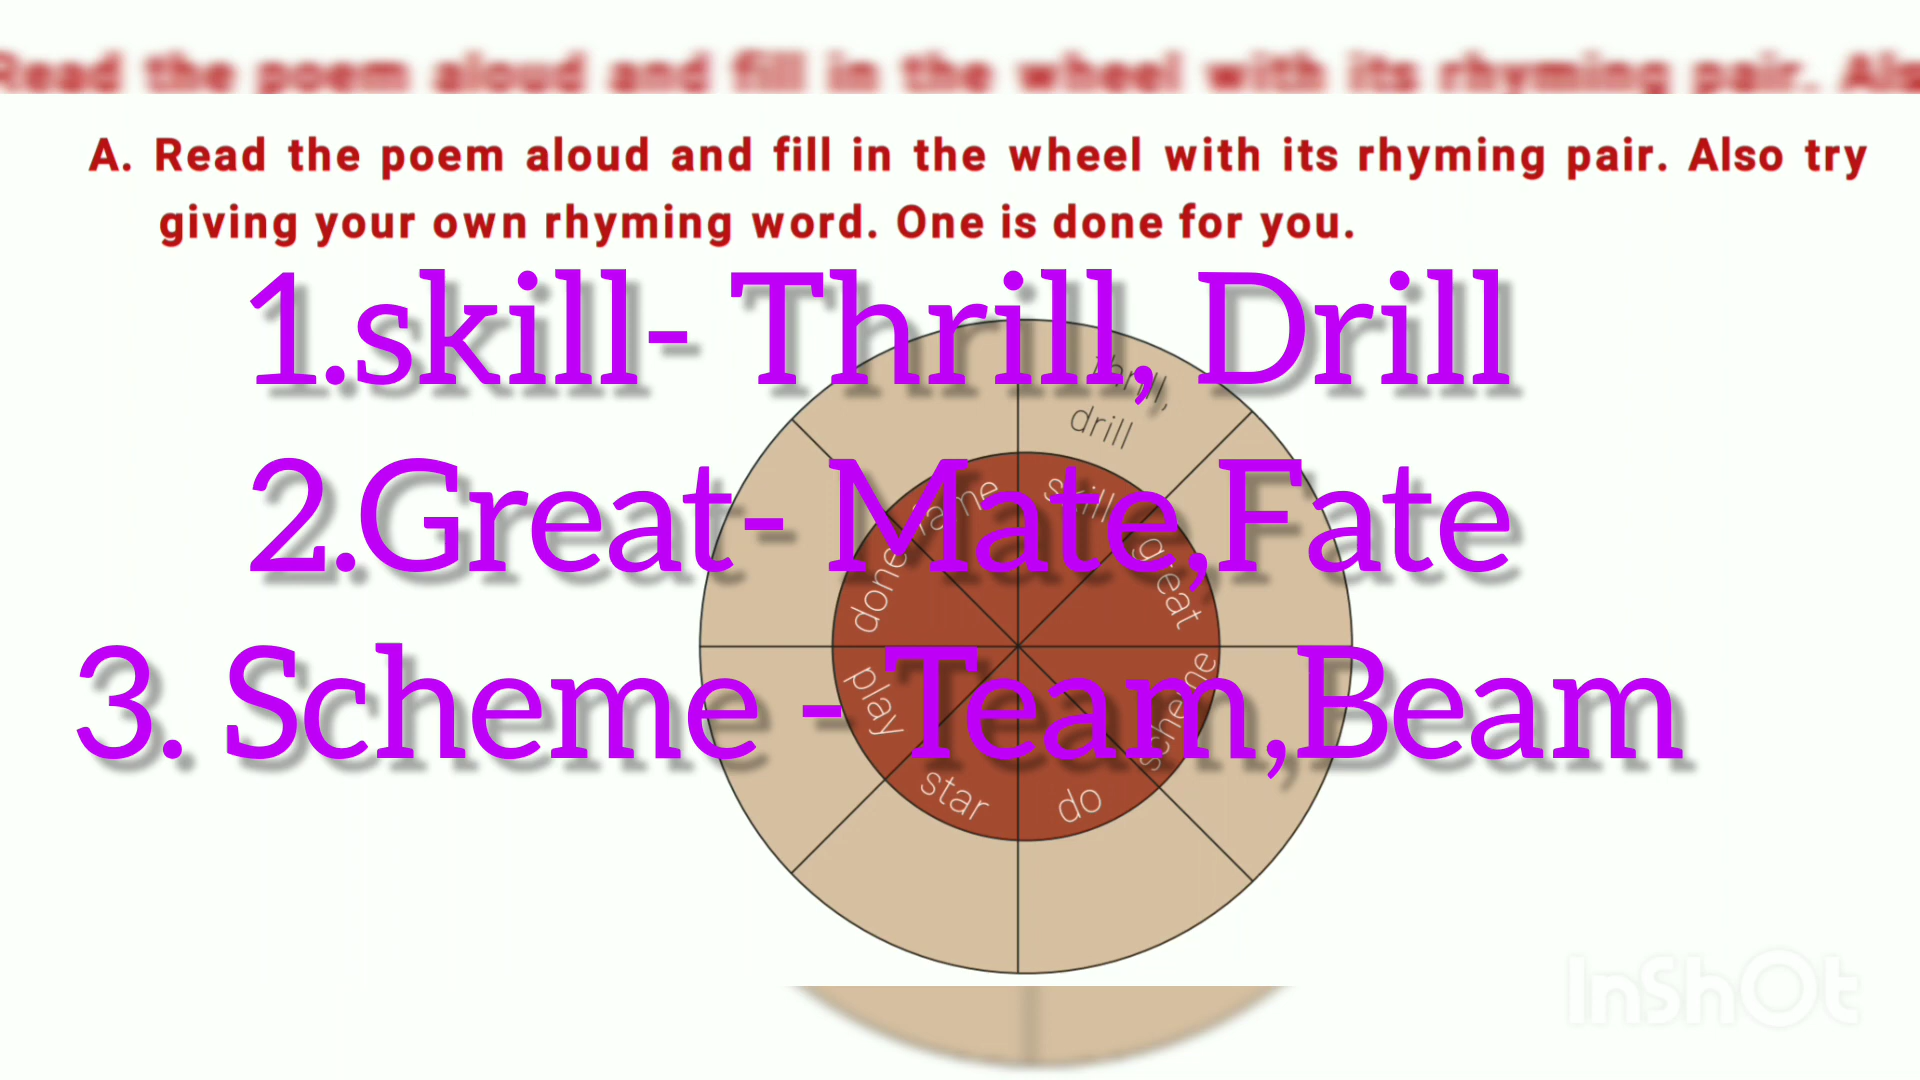 Read the poem aloud and fill in the wheel with its rhyming pair. Als
A. Read the poem aloud and fill in the wheel with its rhyming pair. Also try
giving your own rhyming word. One is done for you.
1.skill- Thrill, Drill
thrill,
drill
2.Great- Mate,Fate
skill
great
done
3. Scheme - Team,Beam
scheme
play
star
do
InShOt